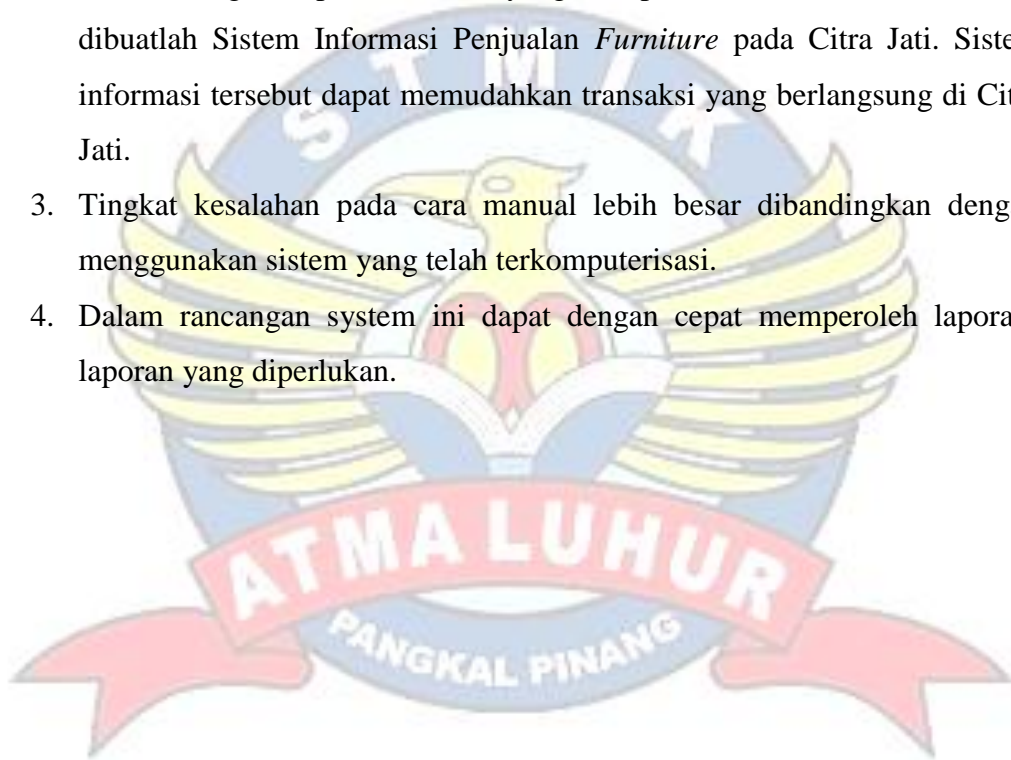 dibuatlah Sistem Informasi Penjualan Furniture pada Citra Jati. Siste
informasi tersebut dapat memudahkan transaksi yang berlangsung di Cit
Jati.
3. Tingkat kesalahan pada cara manual lebih besar dibandingkan deng
menggunakan sistem yang telah terkomputerisasi.
4. Dalam rancangan system ini dapat dengan cepat memperoleh lapora
laporan yang diperlukan.
STMIK
ATMA LUHUR
PANGKAL PINANG